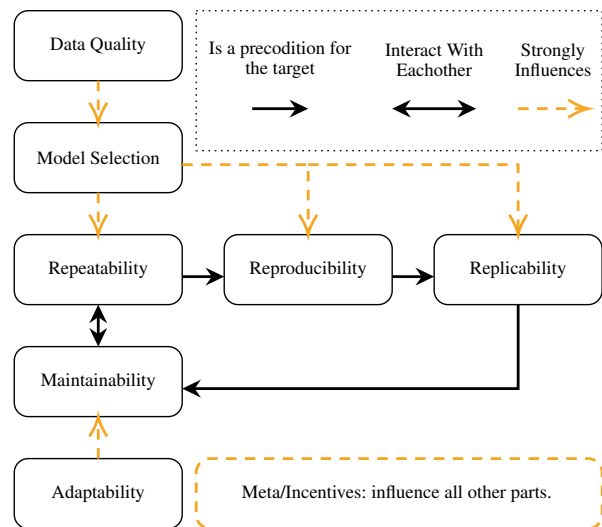 Data Quality
Is a precodition for
the target
Interact With
Eachother
Strongly
Influences
Model Selection
Repeatability
Reproducibility
Replicability
Maintainability
Adaptability
Meta/Incentives: influence all other parts.